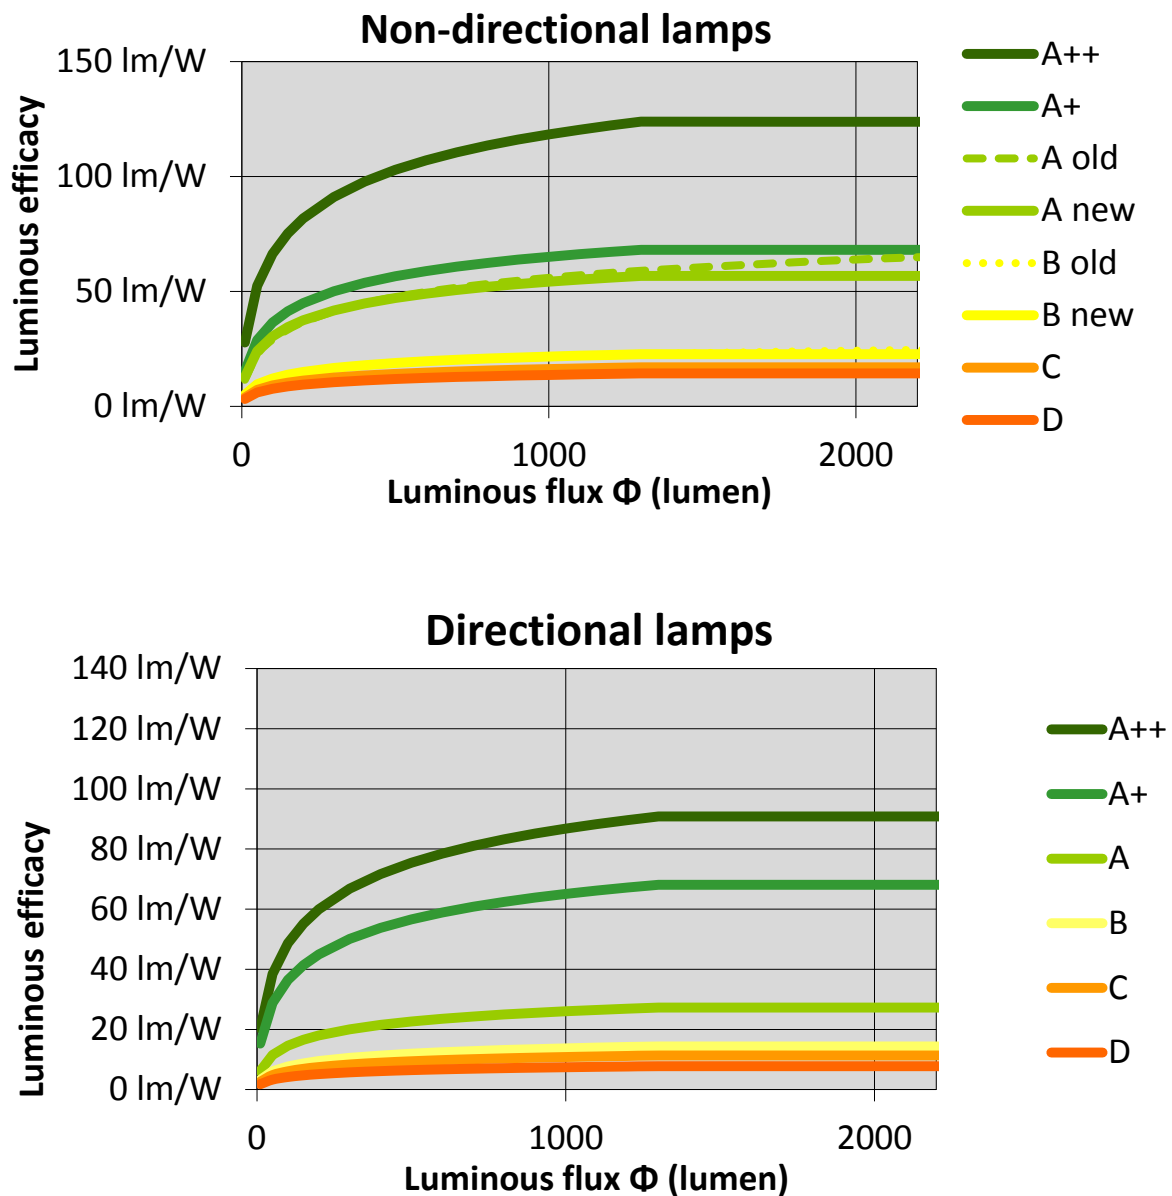 Non-directional lamps
150 lm/W
100 lm/W
50 lm/W
0 lm/W
Luminous efficacy
0
1000
2000
Luminous flux Φ (lumen)
A++
A+
A old
A new
B old
B new
C
D
Directional lamps
140 lm/W
120 lm/W
100 lm/W
80 lm/W
60 lm/W
40 lm/W
20 lm/W
0 lm/W
Luminous efficacy
0
1000
2000
Luminous flux Φ (lumen)
A++
A+
A
B
C
D